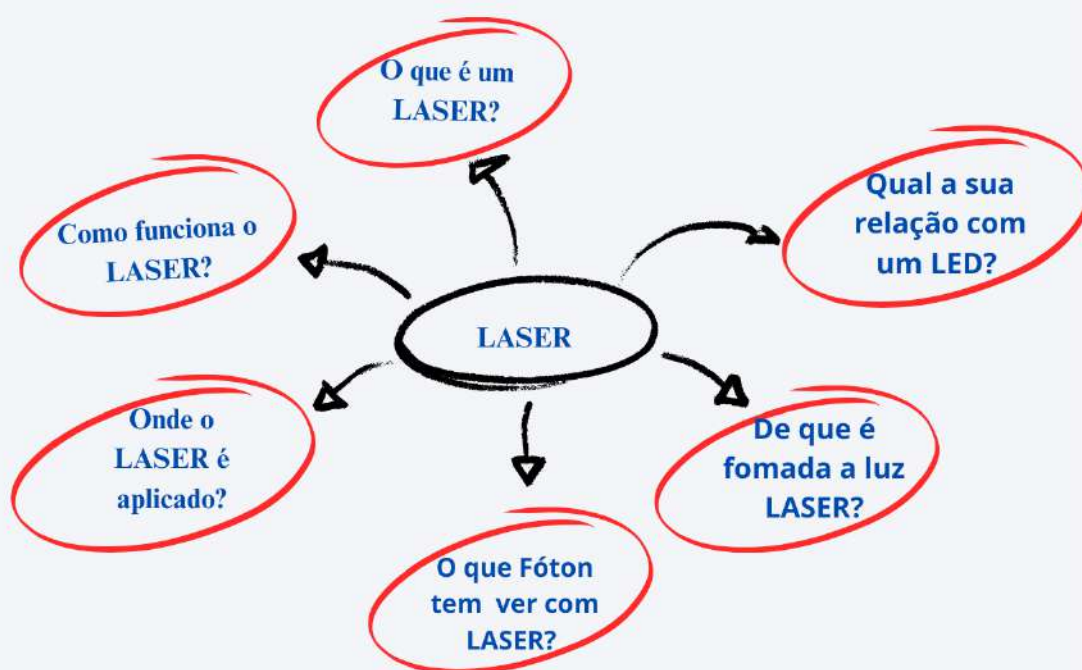 O que é um
LASER?
Qual a sua
relação com
um LED?
Como funciona o
LASER?
LASER
Onde o
LASER é
aplicado?
De que é
fomada a luz
LASER?
O que Fóton
tem ver com
LASER?